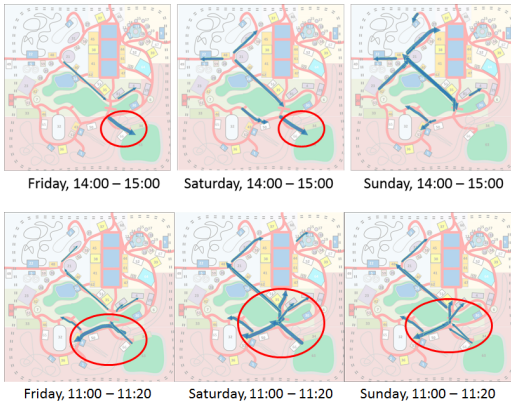 Friday, 14:00 – 15:00
Saturday, 14:00 – 15:00
Sunday, 14:00 – 15:00
Friday, 11:00 – 11:20
Saturday, 11:00 – 11:20
Sunday, 11:00 – 11:20